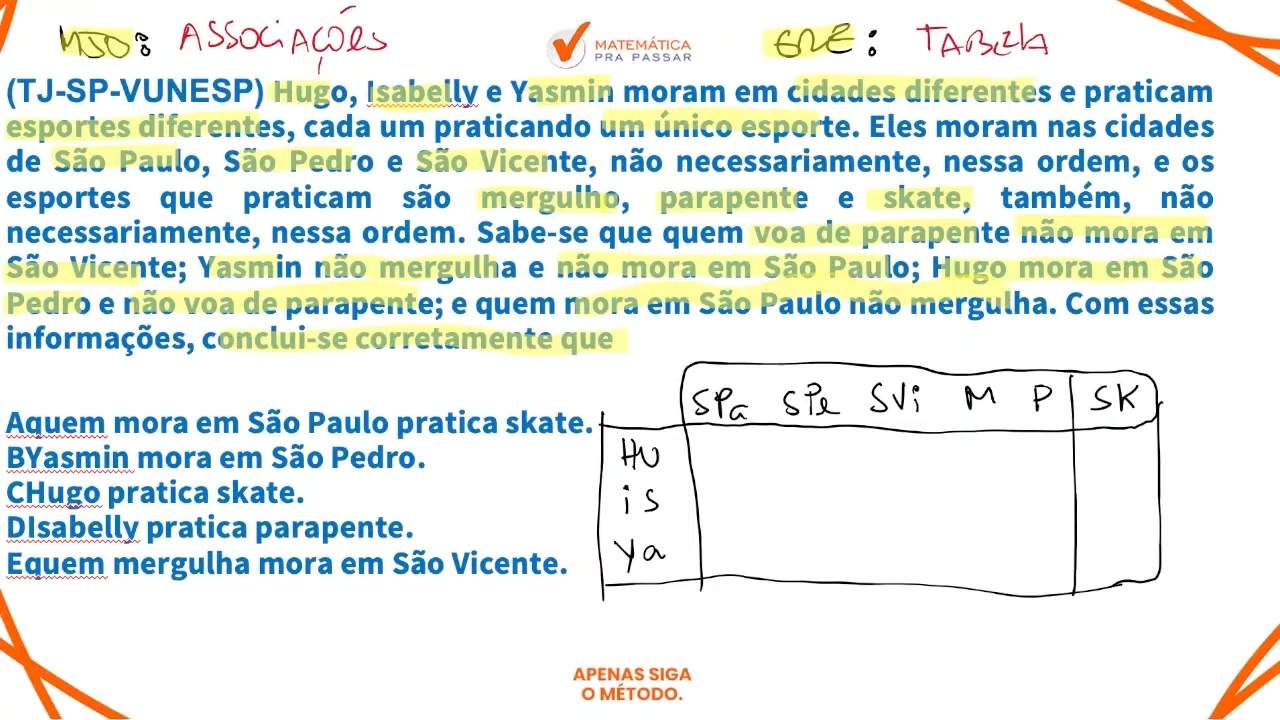 MJO: ASSOCIAÇÕES
MATEMÁTICA
PRA PASSAR
: TABELA
(TJ-SP-VUNESP) Hugo, Isabelly e Yasmin moram em cidades diferentes e praticam
esportes diferentes, cada um praticando um único esporte. Eles moram nas cidades
de São Paulo, São Pedro e São Vicente, não necessariamente, nessa ordem, e os
esportes que praticam são mergulho, parapente e skate, também, não
necessariamente, nessa ordem. Sabe-se que quem voa de parapente não mora em
São Vicente; Yasmin não mergulha e não mora em São Paulo; Hugo mora em São
Pedro e não voa de parapente; e quem mora em São Paulo não mergulha. Com essas
informações, conclui-se corretamente que
SPa SPe SVi M P SK
Aquem mora em São Paulo pratica skate.
BYasmin mora em São Pedro.
CHugo pratica skate.
DIsabelly pratica parapente.
Equem mergulha mora em São Vicente.
HU
iS
Ya
APENAS SIGA
O MÉTODO.